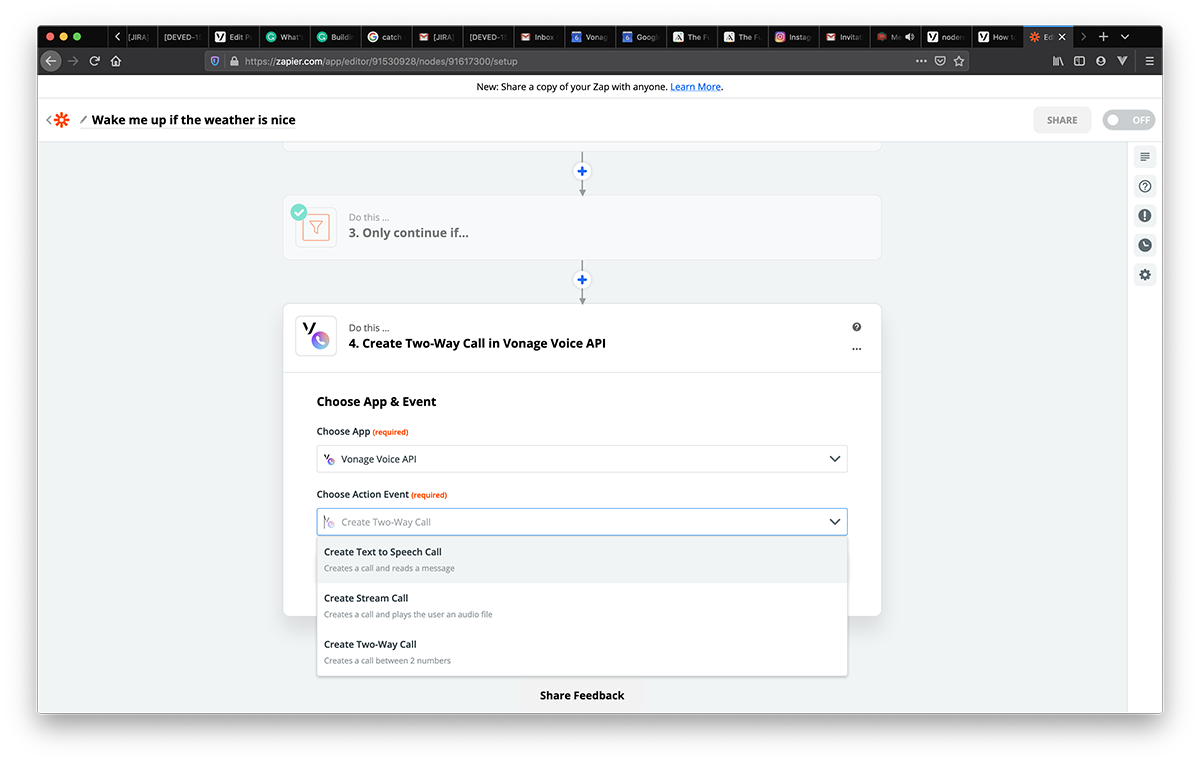 [JIRA]
[DEVED-1
Edit P
What'
Buildi
catch
[JIRA]
[DEVED-1
Inbox
Vonag
Googl
The Fu
The Fu
Instag
Invitat
Me
noder
How to
Edi
https://zapier.com/app/editor/91530928/nodes/91617300/setup
New: Share a copy of your Zap with anyone. Learn More.
Wake me up if the weather is nice
SHARE
OFF
Do this ...
3. Only continue if...
Do this ...
4. Create Two-Way Call in Vonage Voice API
Choose App & Event
Choose App (required)
Vonage Voice API
Choose Action Event (required)
Create Two-Way Call
Create Text to Speech Call
Creates a call and reads a message
Create Stream Call
Creates a call and plays the user an audio file
Create Two-Way Call
Creates a call between 2 numbers
Share Feedback